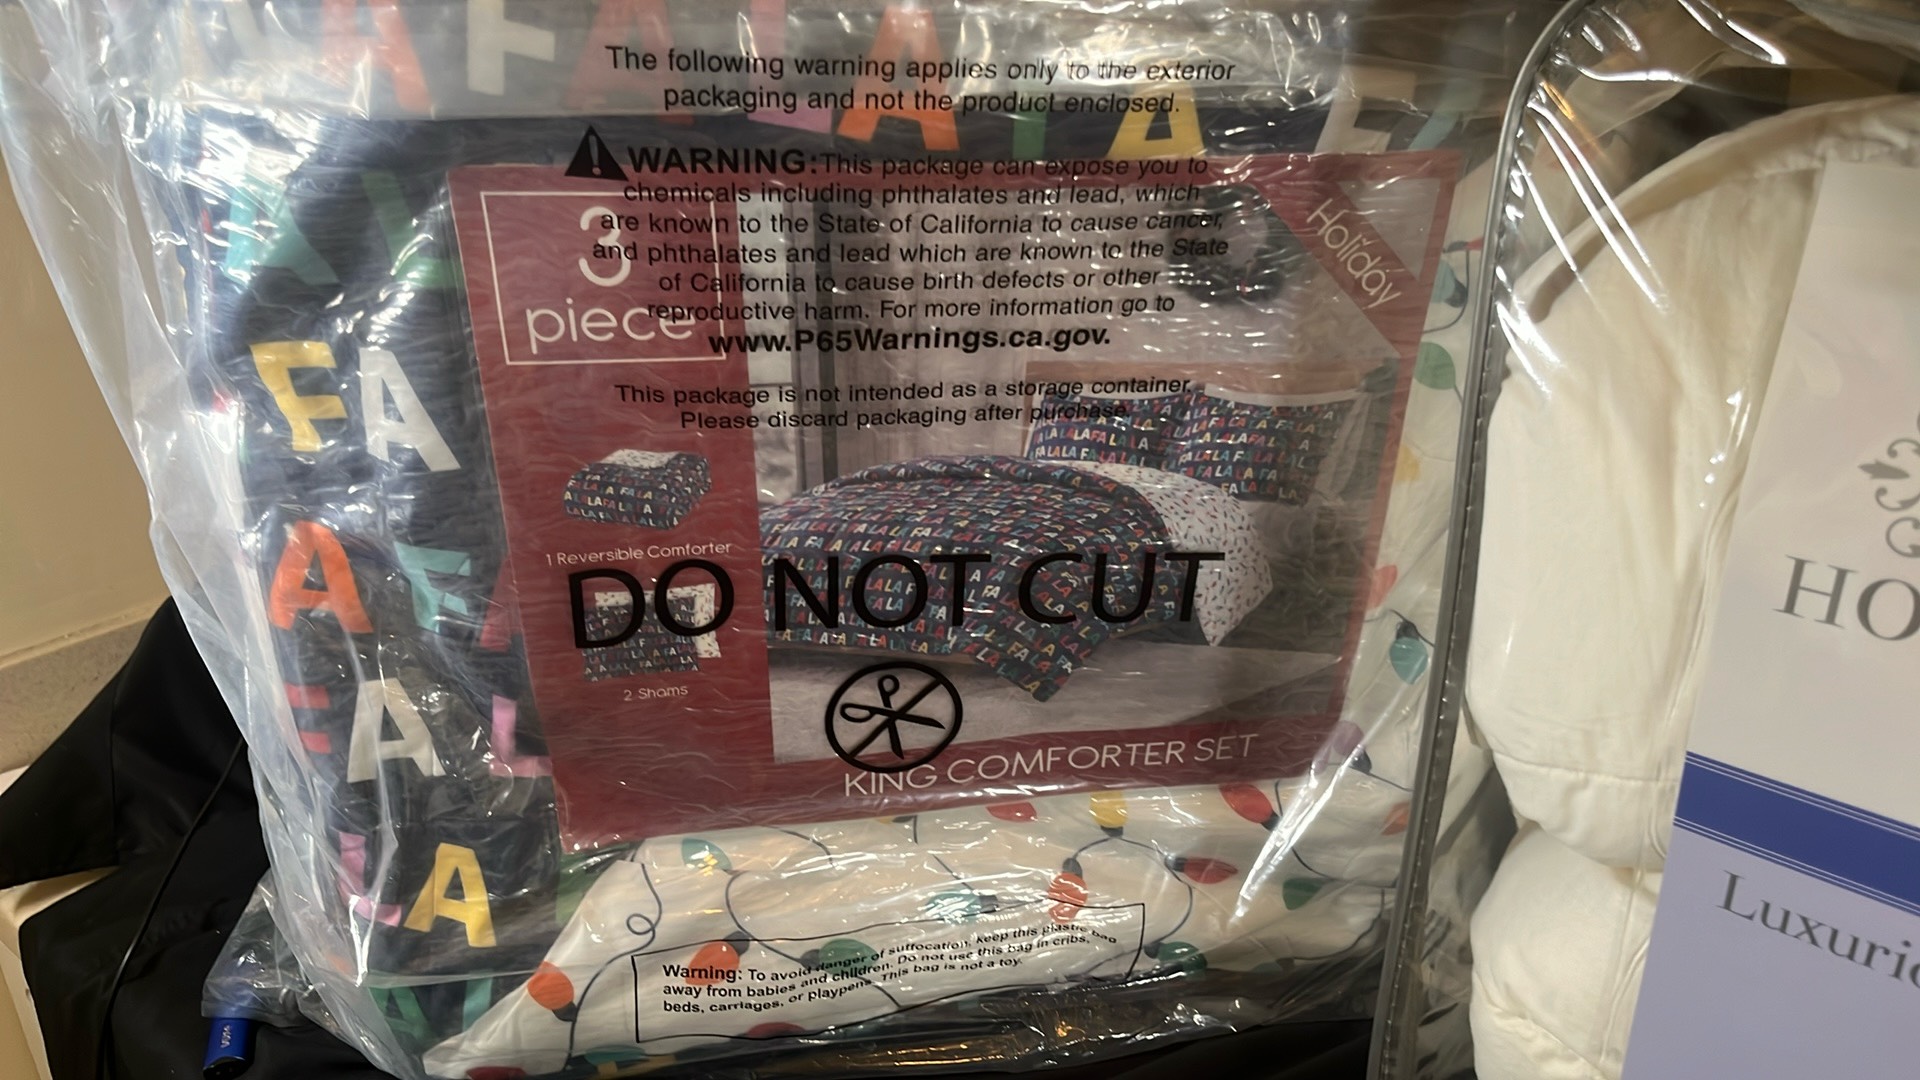 The following warning applies only to the exterior
packaging and not the product enclosed.
WARNING: This package can expose you to
chemicals including phthalates and lead, which
are known to the State of California to cause cancer,
and phthalates and lead which are known to the State
of California to cause birth defects or other
reproductive harm. For more information go to
www.P65Warnings.ca.gov.
This package is not intended as a storage container.
Please discard packaging after purchase.
3
piece
Holiday
1 Reversible Comforter
DO NOT CUT
2 Shams
KING COMFORTER SET
Warning: To avoid danger of suffocation, keep this plastic bag
away from babies and children. Do not use this bag in cribs,
beds, carriages, or playpens. This bag is not a toy.
FA
A
A
LA
HO
Luxurio